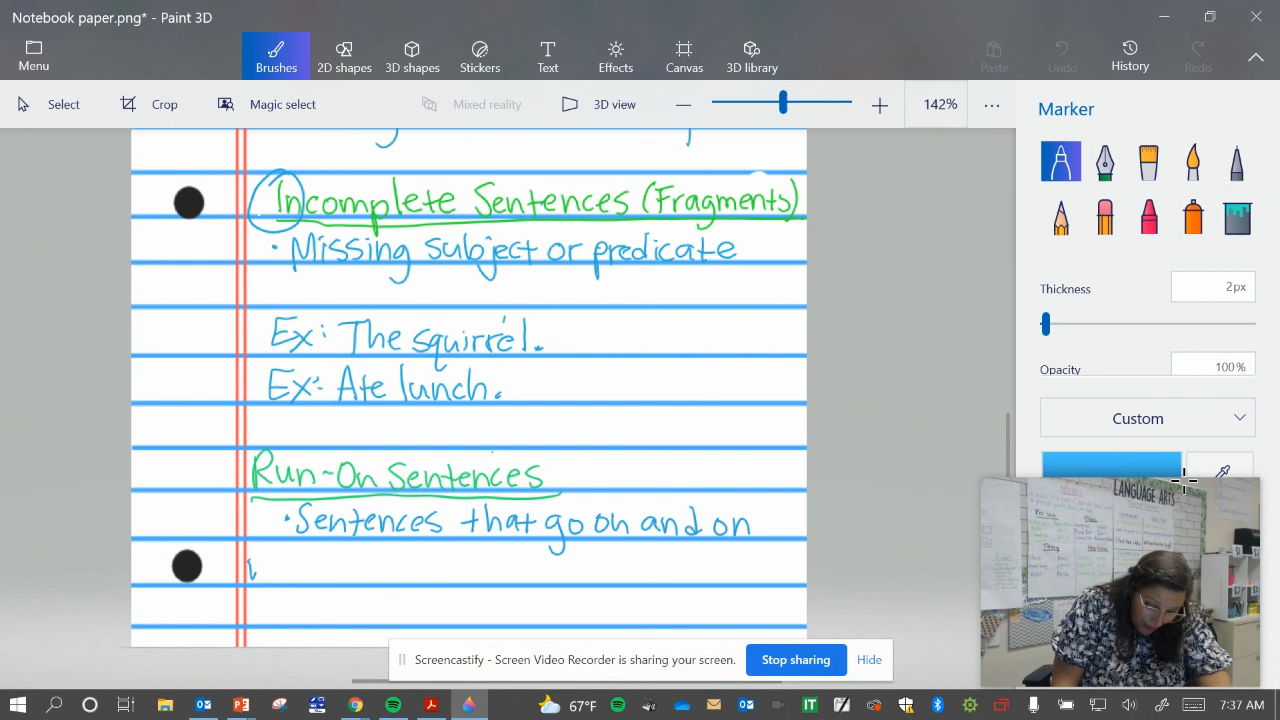 Notebook paper.png* - Paint 3D
Menu
Brushes
2D shapes
3D shapes
Stickers
Text
Effects
Canvas
3D library
Paste
Undo
History
Redo
Select
Crop
Magic select
Mixed reality
3D view
142%
Marker
Thickness
2px
Opacity
100%
Custom
Incomplete Sentences (Fragments)
· Missing subject or predicate
Ex: The squirrel.
Ex: Ate lunch.
Run-On Sentences
· Sentences that go on and on
LANGUAGE ARTS
Screencastify - Screen Video Recorder is sharing your screen.
Stop sharing
Hide
67°F
IT
7:37 AM